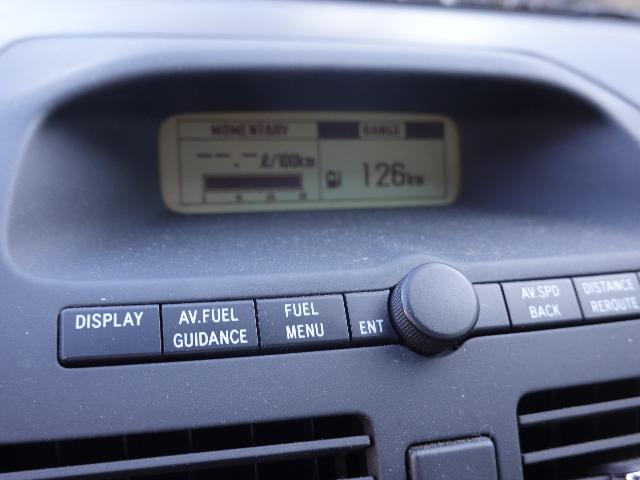 MOMENTARY
RANGE
--.- ℓ/100km
126km
DISPLAY
AV.FUEL
GUIDANCE
FUEL
MENU
ENT
AV.SPD
BACK
DISTANCE
REROUTE